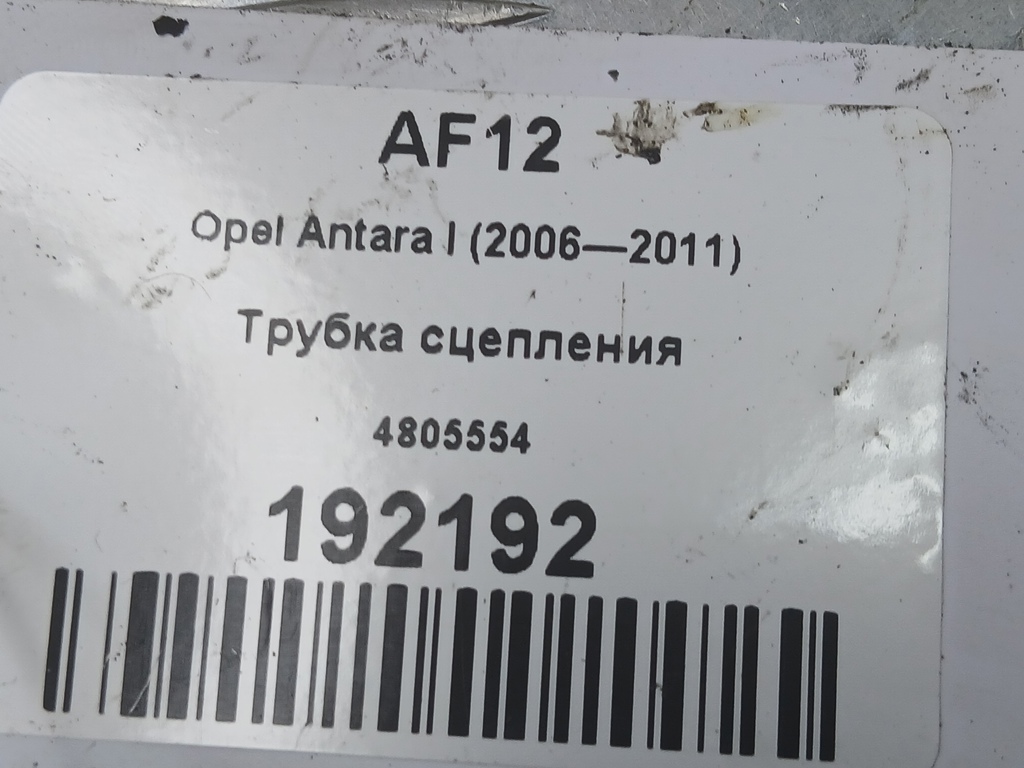 AF12
Opel Antara I (2006—2011)
Трубка сцепления
4805554
192192